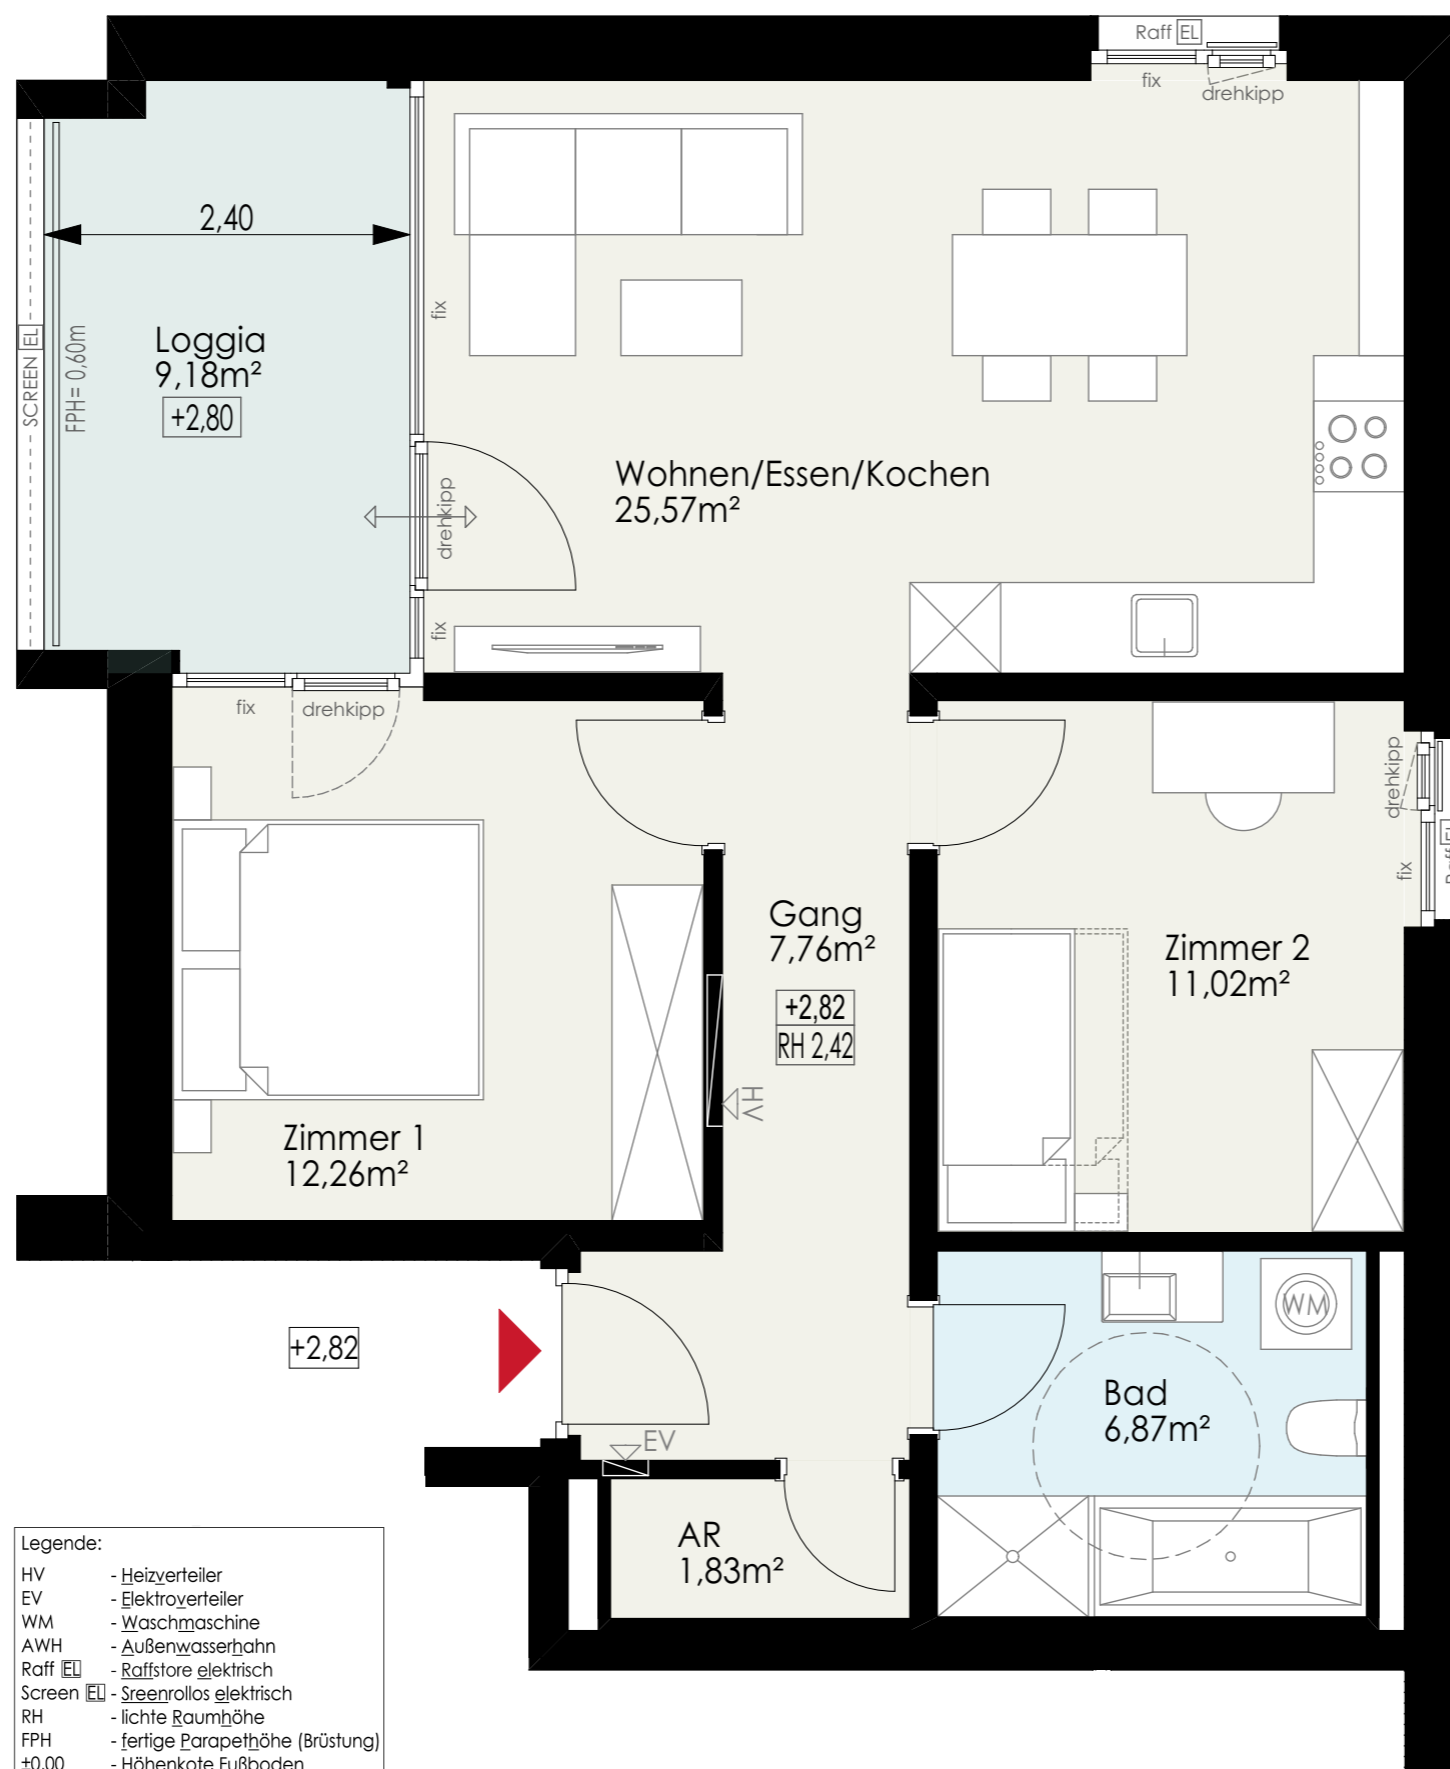 Raff EL
fix
drehkipp
2,40
SCREEN EL
FPH= 0,60m
Loggia
9,18m²
+2,80
fix
drehkipp
fix
Wohnen/Essen/Kochen
25,57m²
fix
drehkipp
drehkipp
fix
Raff EL
Gang
7,76m²
+2,82
RH 2,42
HV
Zimmer 2
11,02m²
Zimmer 1
12,26m²
+2,82
WM
Bad
6,87m²
EV
AR
1,83m²
Legende:
HV - Heizverteiler
EV - Elektroverteiler
WM - Waschmaschine
AWH - Außenwasserhahn
Raff EL - Raffstore elektrisch
Screen EL - Sreenrollos elektrisch
RH - lichte Raumhöhe
FPH - fertige Parapethöhe (Brüstung)
±0,00 - Höhenkote Fußboden